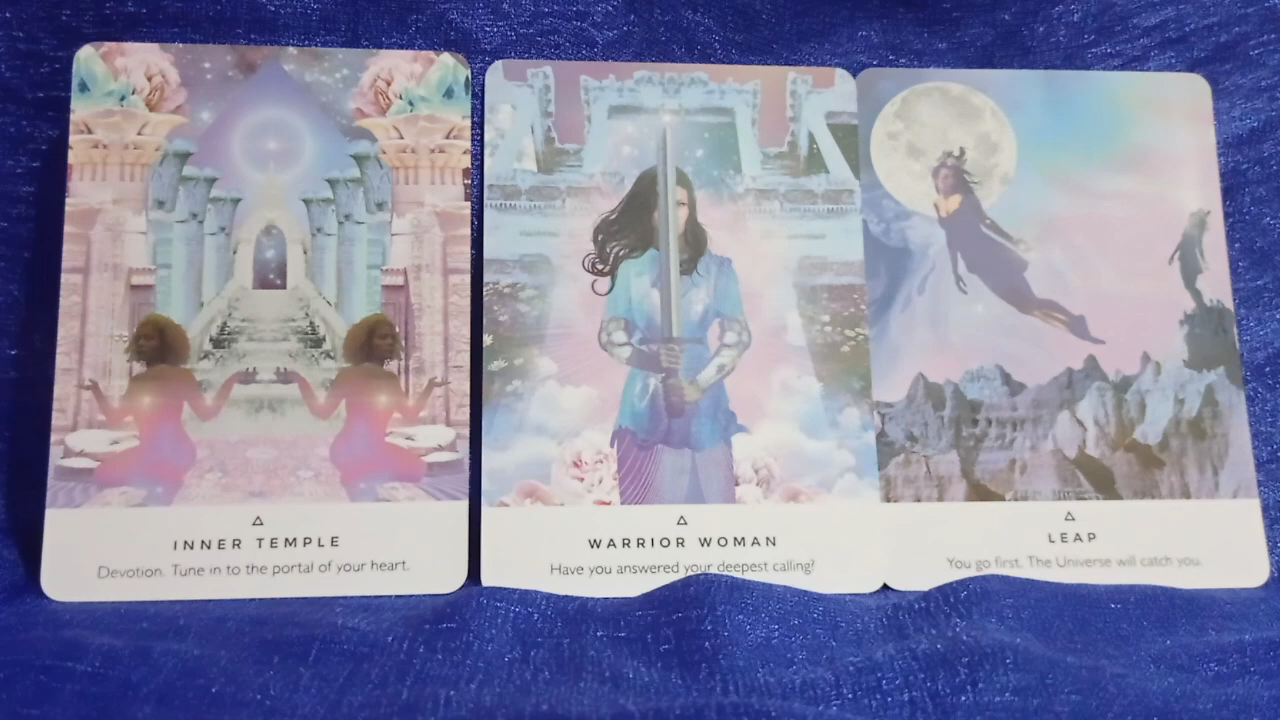 INNER TEMPLE
Devotion. Tune in to the portal of your heart.
WARRIOR WOMAN
Have you answered your deepest calling?
LEAP
You go first. The Universe will catch you.